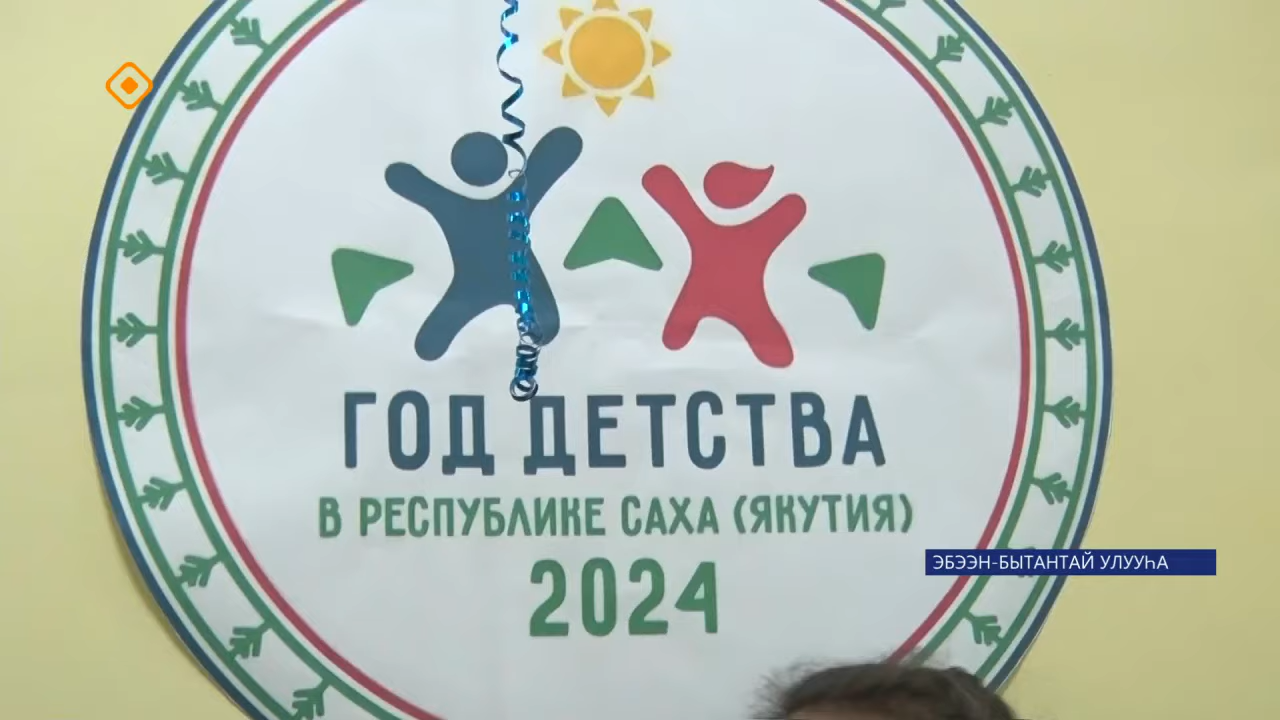 ГОД ДЕТСТВА
В РЕСПУБЛИКЕ САХА (ЯКУТИЯ)
2024
ЭБЭЭН-БЫТАНТАЙ УЛУУҺА